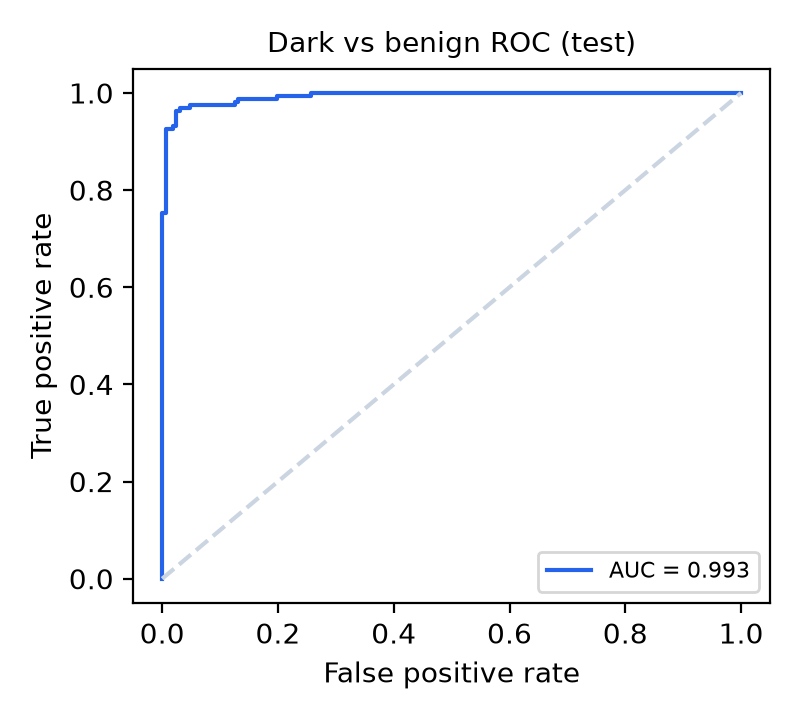 Dark vs benign ROC (test)
True positive rate
1.0
0.8
0.6
0.4
0.2
0.0
AUC = 0.993
0.0 0.2 0.4 0.6 0.8 1.0
False positive rate